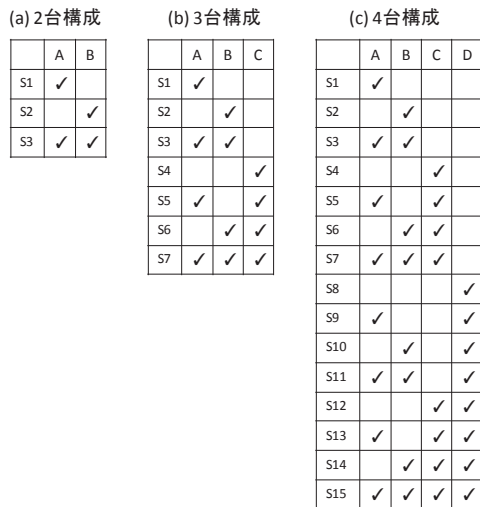 (a) 2台構成
A B
S1 ✓
S2 ✓
S3 ✓ ✓
(b) 3台構成
A B C
S1 ✓
S2 ✓
S3 ✓ ✓
S4 ✓
S5 ✓ ✓
S6 ✓ ✓
S7 ✓ ✓ ✓
(c) 4台構成
A B C D
S1 ✓
S2 ✓
S3 ✓ ✓
S4 ✓
S5 ✓ ✓
S6 ✓ ✓
S7 ✓ ✓ ✓
S8 ✓
S9 ✓ ✓
S10 ✓ ✓
S11 ✓ ✓ ✓
S12 ✓ ✓
S13 ✓ ✓ ✓
S14 ✓ ✓ ✓
S15 ✓ ✓ ✓ ✓